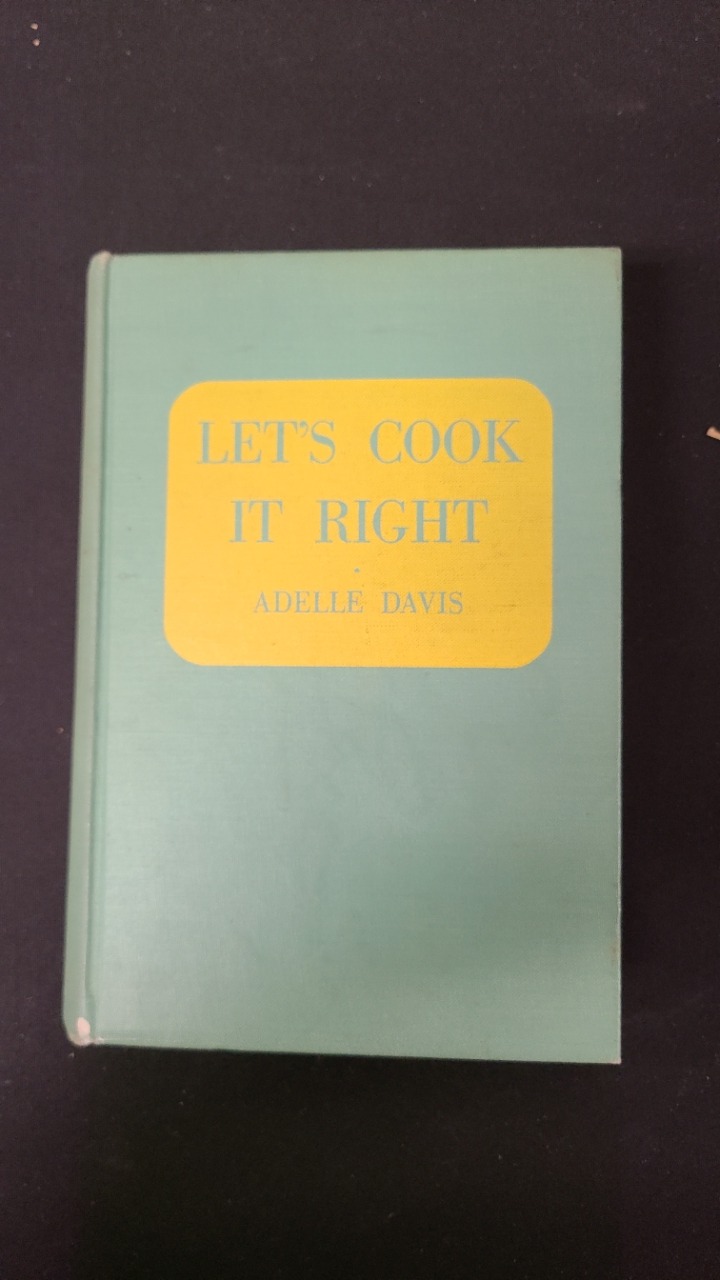 LET'S COOK
IT RIGHT
·
ADELLE DAVIS